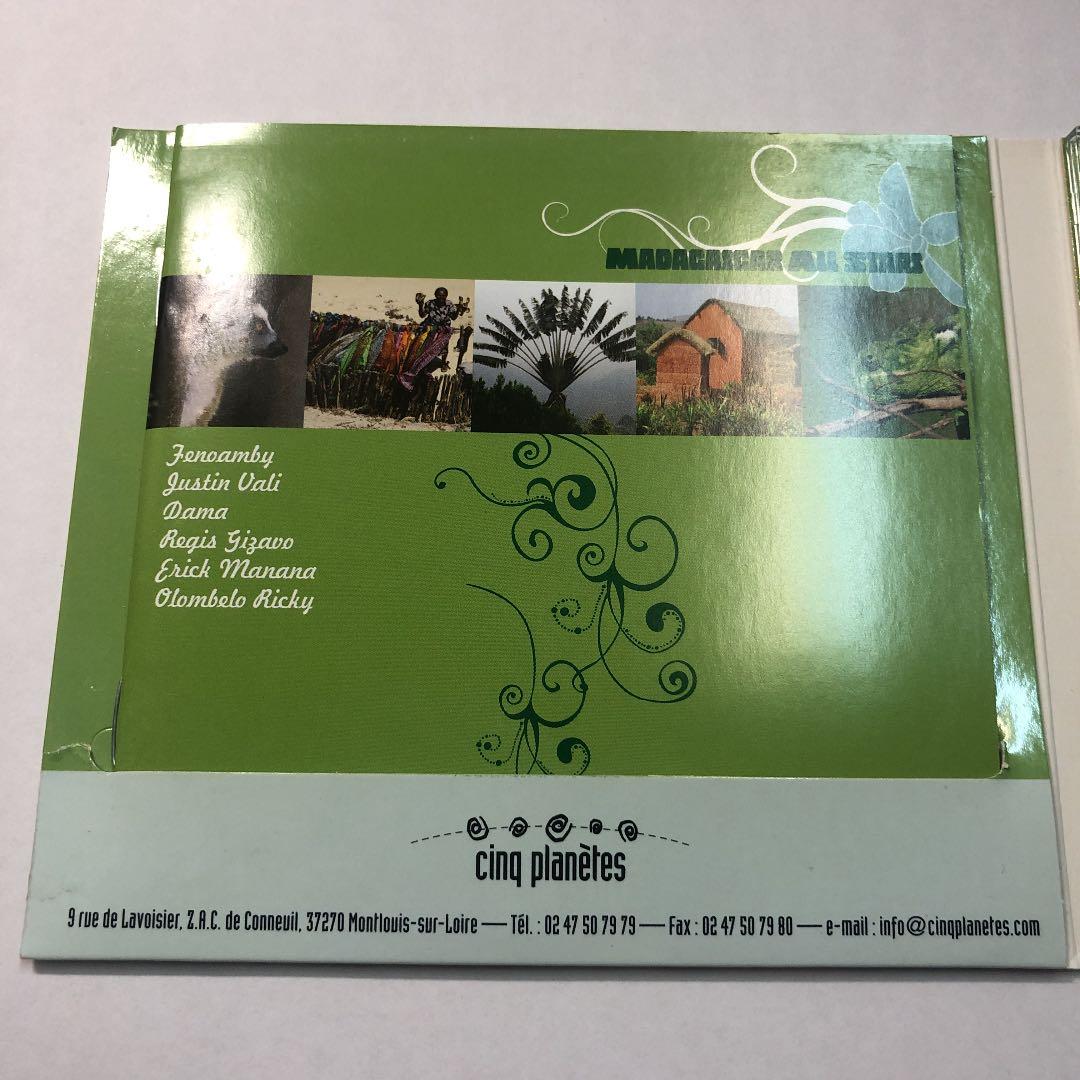 MADAGASCAR ALL STARS
Fenoamby
Justin Vali
Dama
Regis Gizavo
Erick Manana
Olombelo Ricky
cinq planètes
9 rue de Lavoisier, Z.A.C. de Conneuil, 37270 Montlouis-sur-Loire — Tél. : 02 47 50 79 79 — Fax : 02 47 50 79 80 — e-mail : info@cinqplanetes.com